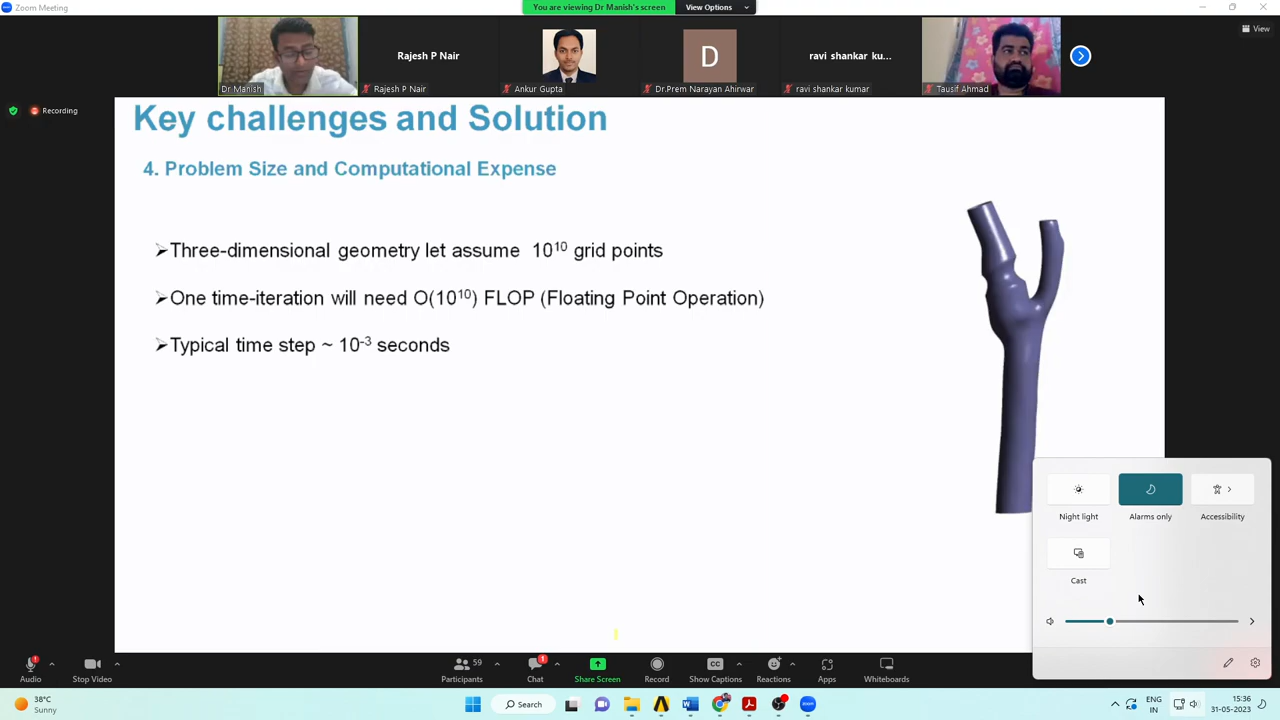 Zoom Meeting
You are viewing Dr Manish's screen
View Options
View
Dr Manish
Rajesh P Nair
Rajesh P Nair
Ankur Gupta
D
Dr.Prem Narayan Ahirwar
ravi shankar ku...
ravi shankar kumar
Tausif Ahmad
Recording
Key challenges and Solution
4. Problem Size and Computational Expense
➢Three-dimensional geometry let assume 10¹⁰ grid points
➢One time-iteration will need O(10¹⁰) FLOP (Floating Point Operation)
➢Typical time step ~ 10⁻³ seconds
Night light
Alarms only
Accessibility
Cast
Audio
Stop Video
59
Participants
1
Chat
Share Screen
Record
CC
Show Captions
Reactions
Apps
Whiteboards
38°C
Sunny
Search
ENG
IN
15:36
31-05-2023